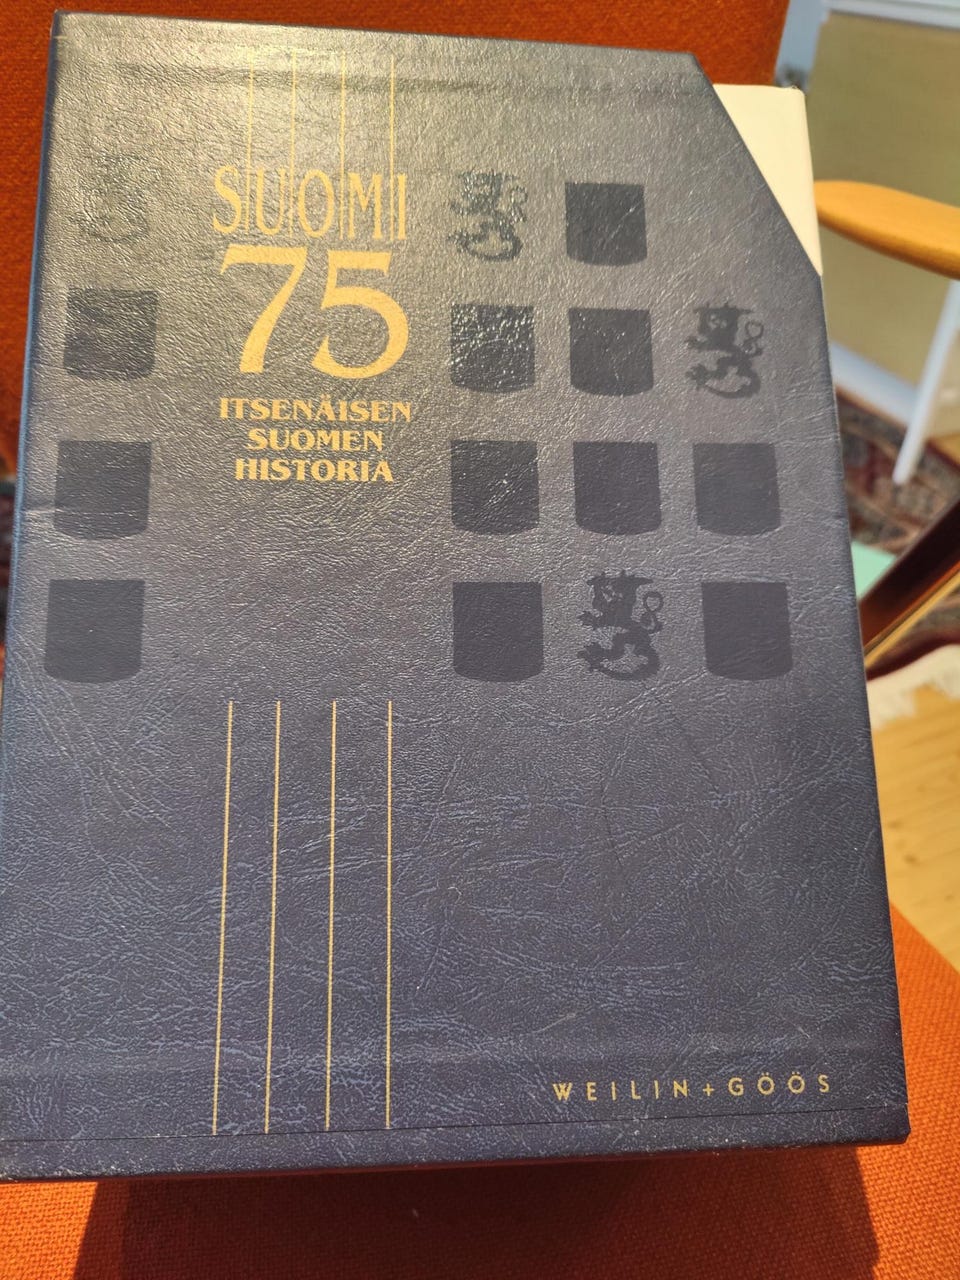 SUOMI
75
ITSENÄISEN
SUOMEN
HISTORIA
WEILIN+GÖÖS